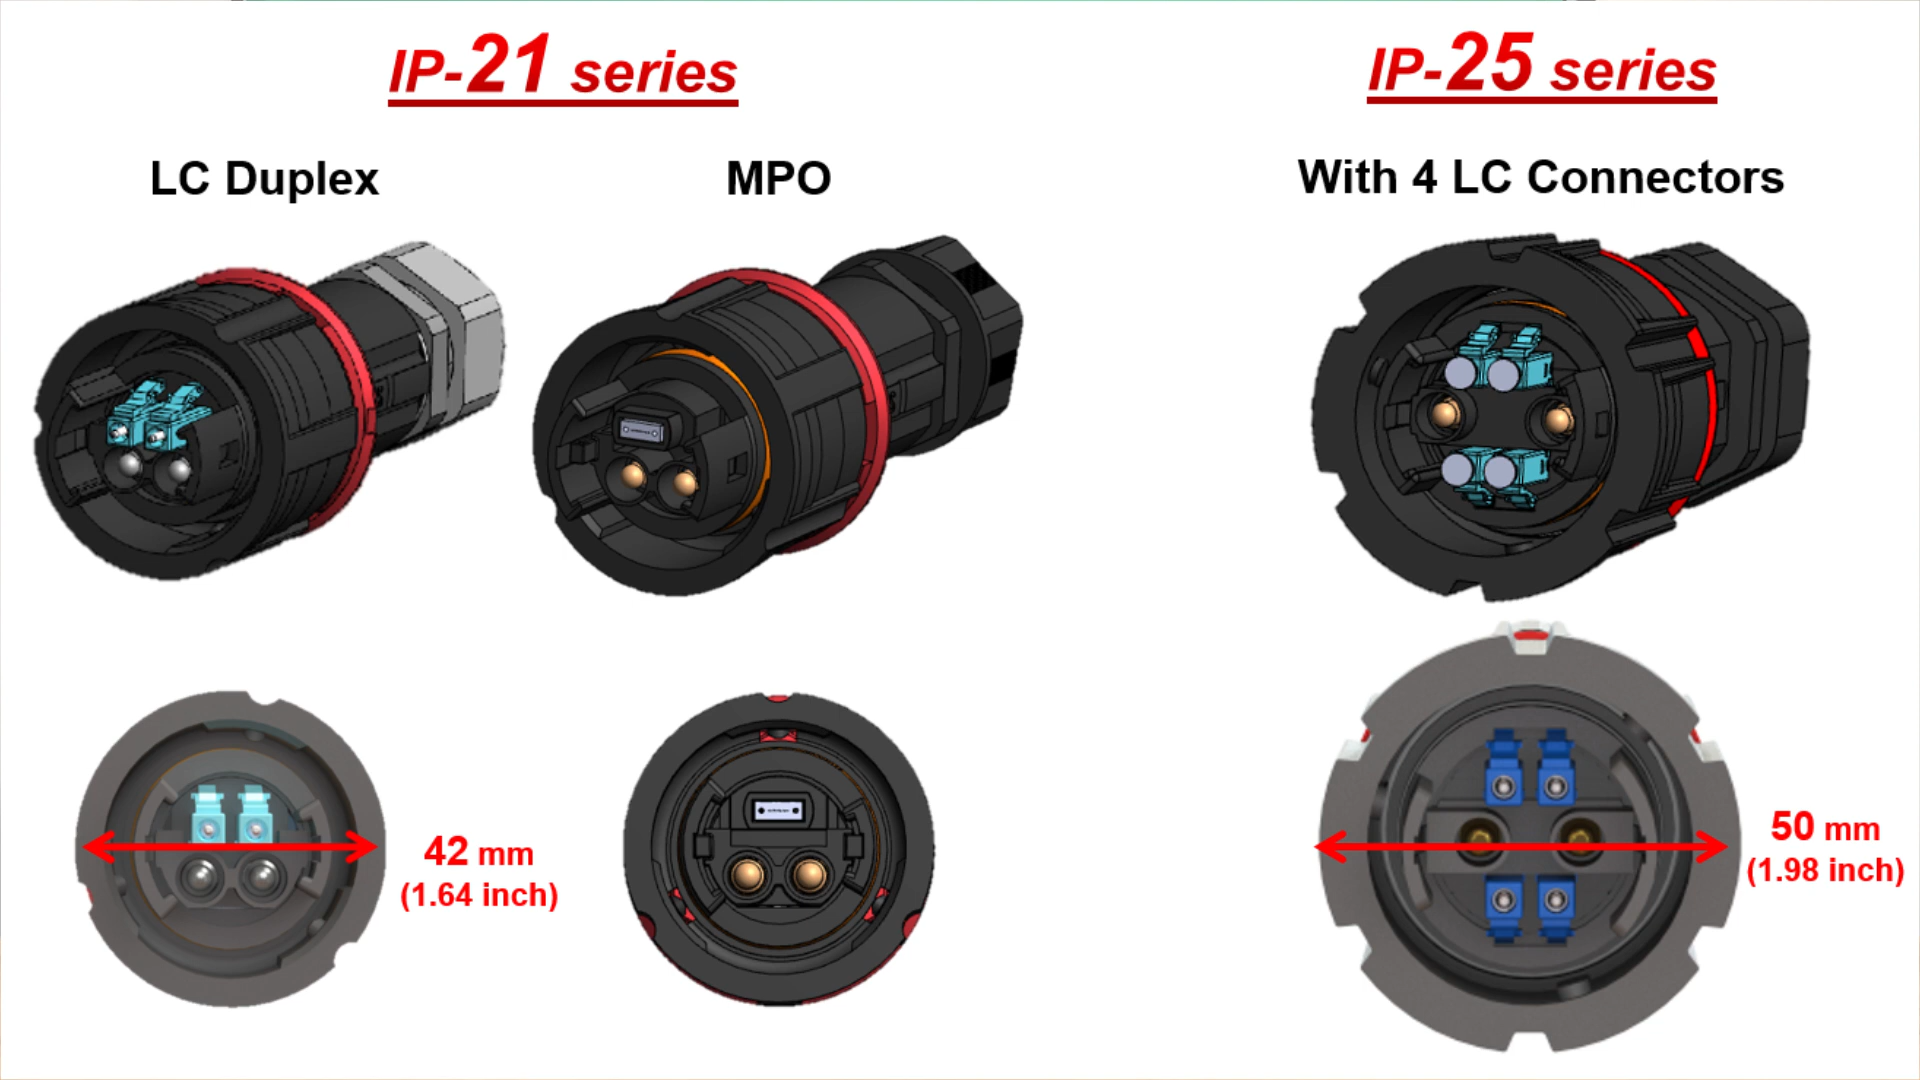 IP-21 series
IP-25 series
LC Duplex
MPO
With 4 LC Connectors
42 mm
(1.64 inch)
50 mm
(1.98 inch)